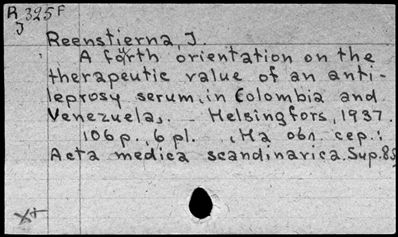 R 325F
J
Reenstierna, J.
A forth orientation on the
therapeutic value of an anti-
leprosy serum, in Colombia and
Venezuela,. Helsingfors, 1937.
106p., 6 pl. , На обл. сер.:
Acta medica scandinavica. Sup. 85